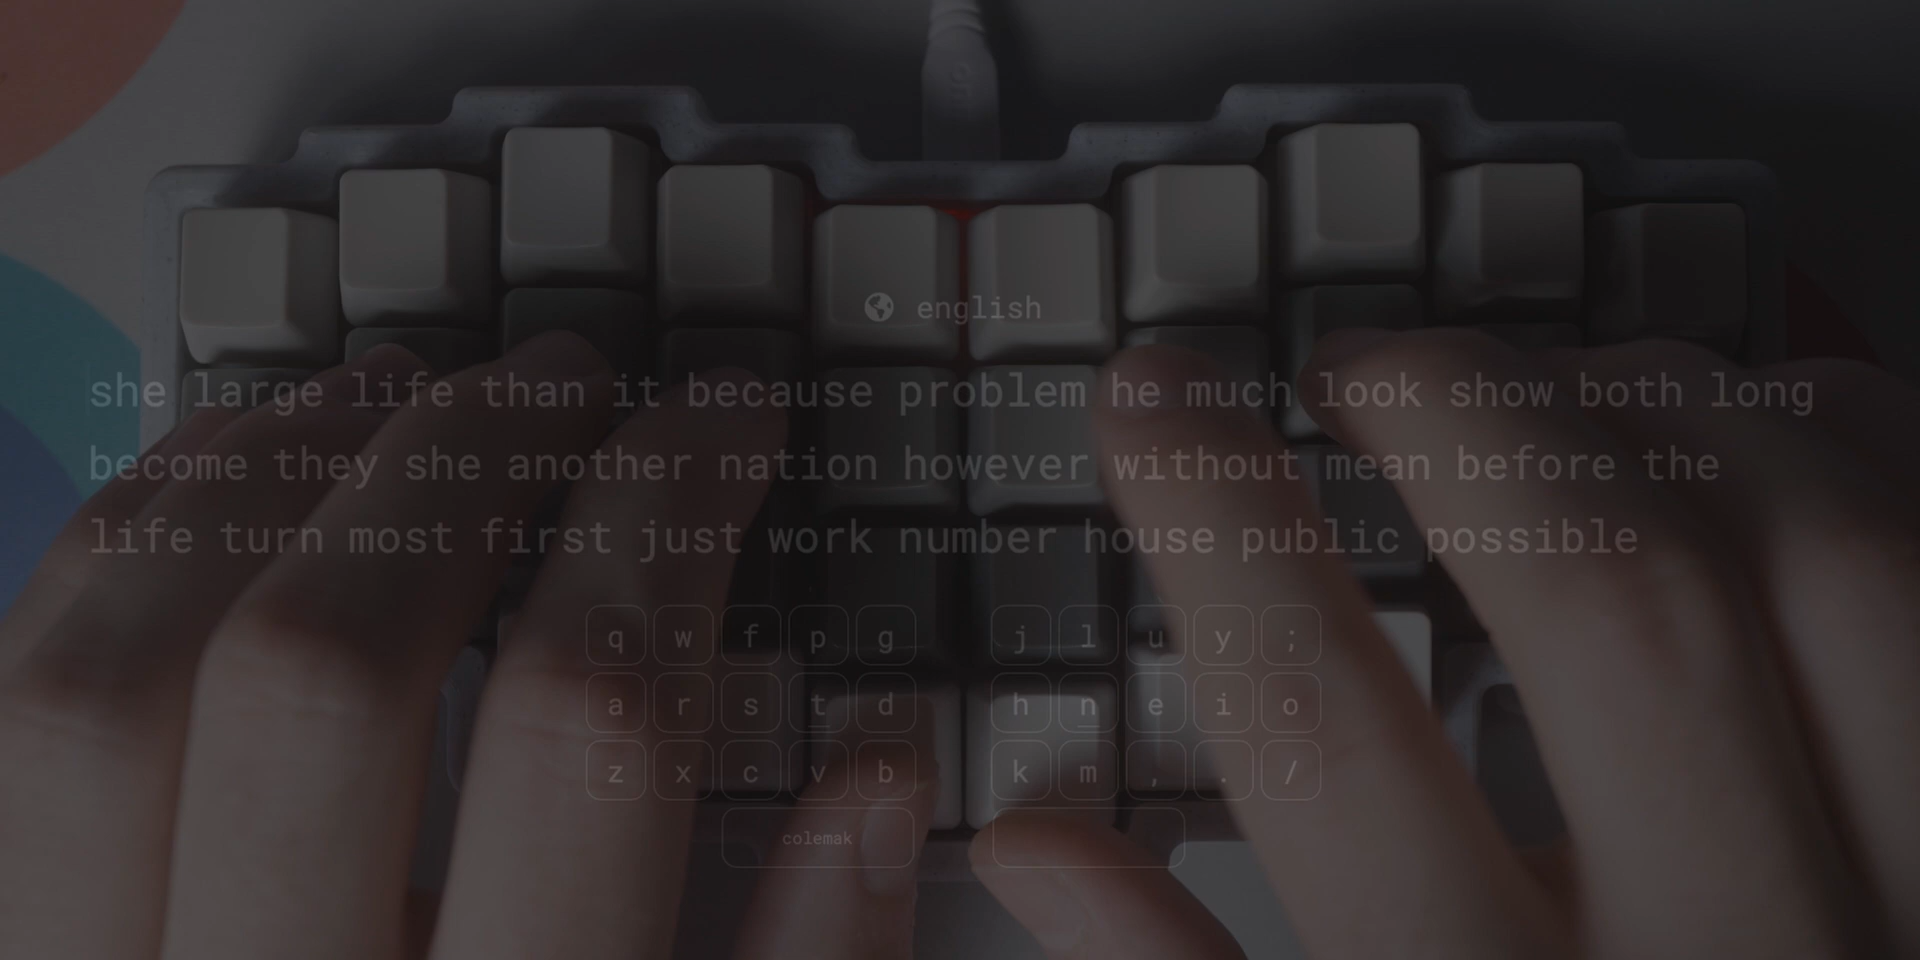 english
she large life than it because problem he much look show both long
become they she another nation however without mean before the
life turn most first just work number house public possible
q w f p g j l u y ;
a r s t d h n e i o
z x c v b k m , . /
colemak